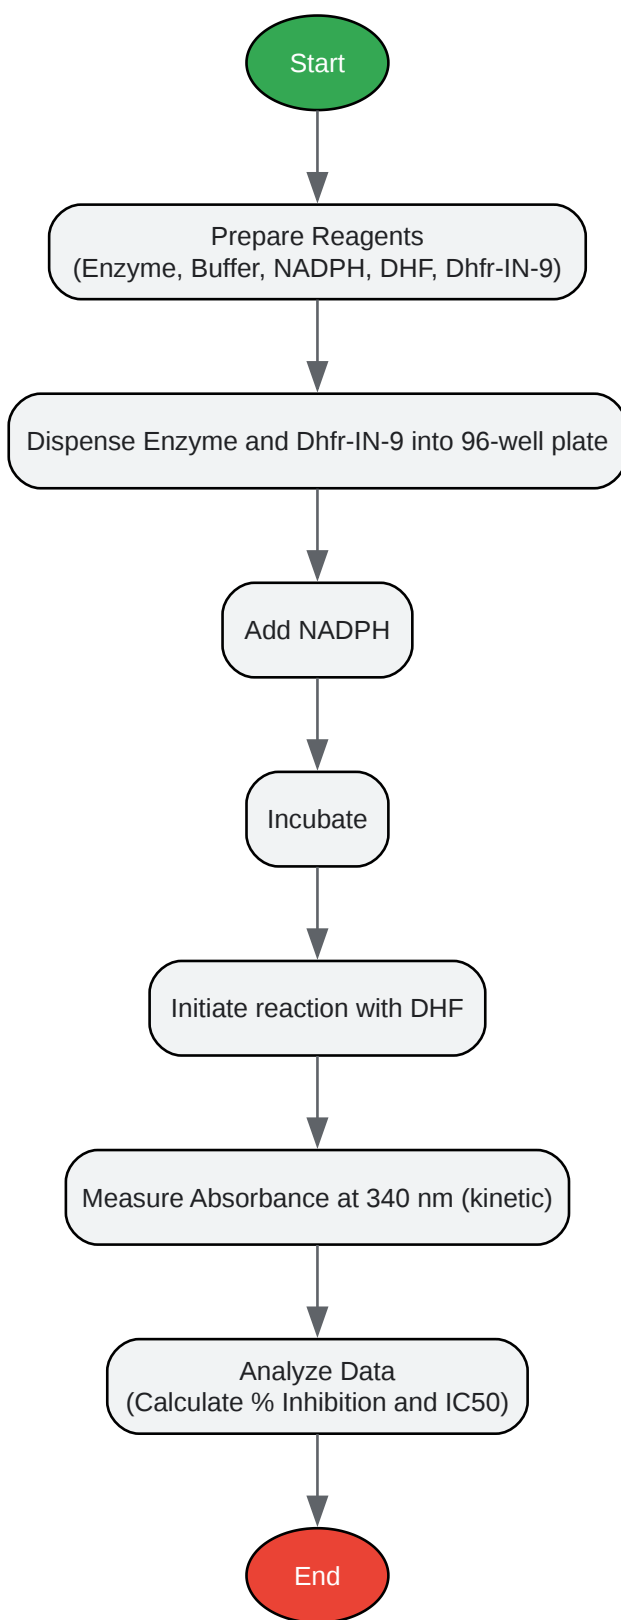 Start
Prepare Reagents
(Enzyme, Buffer, NADPH, DHF, Dhfr-IN-9)
Dispense Enzyme and Dhfr-IN-9 into 96-well plate
Add NADPH
Incubate
Initiate reaction with DHF
Measure Absorbance at 340 nm (kinetic)
Analyze Data
(Calculate % Inhibition and IC50)
End